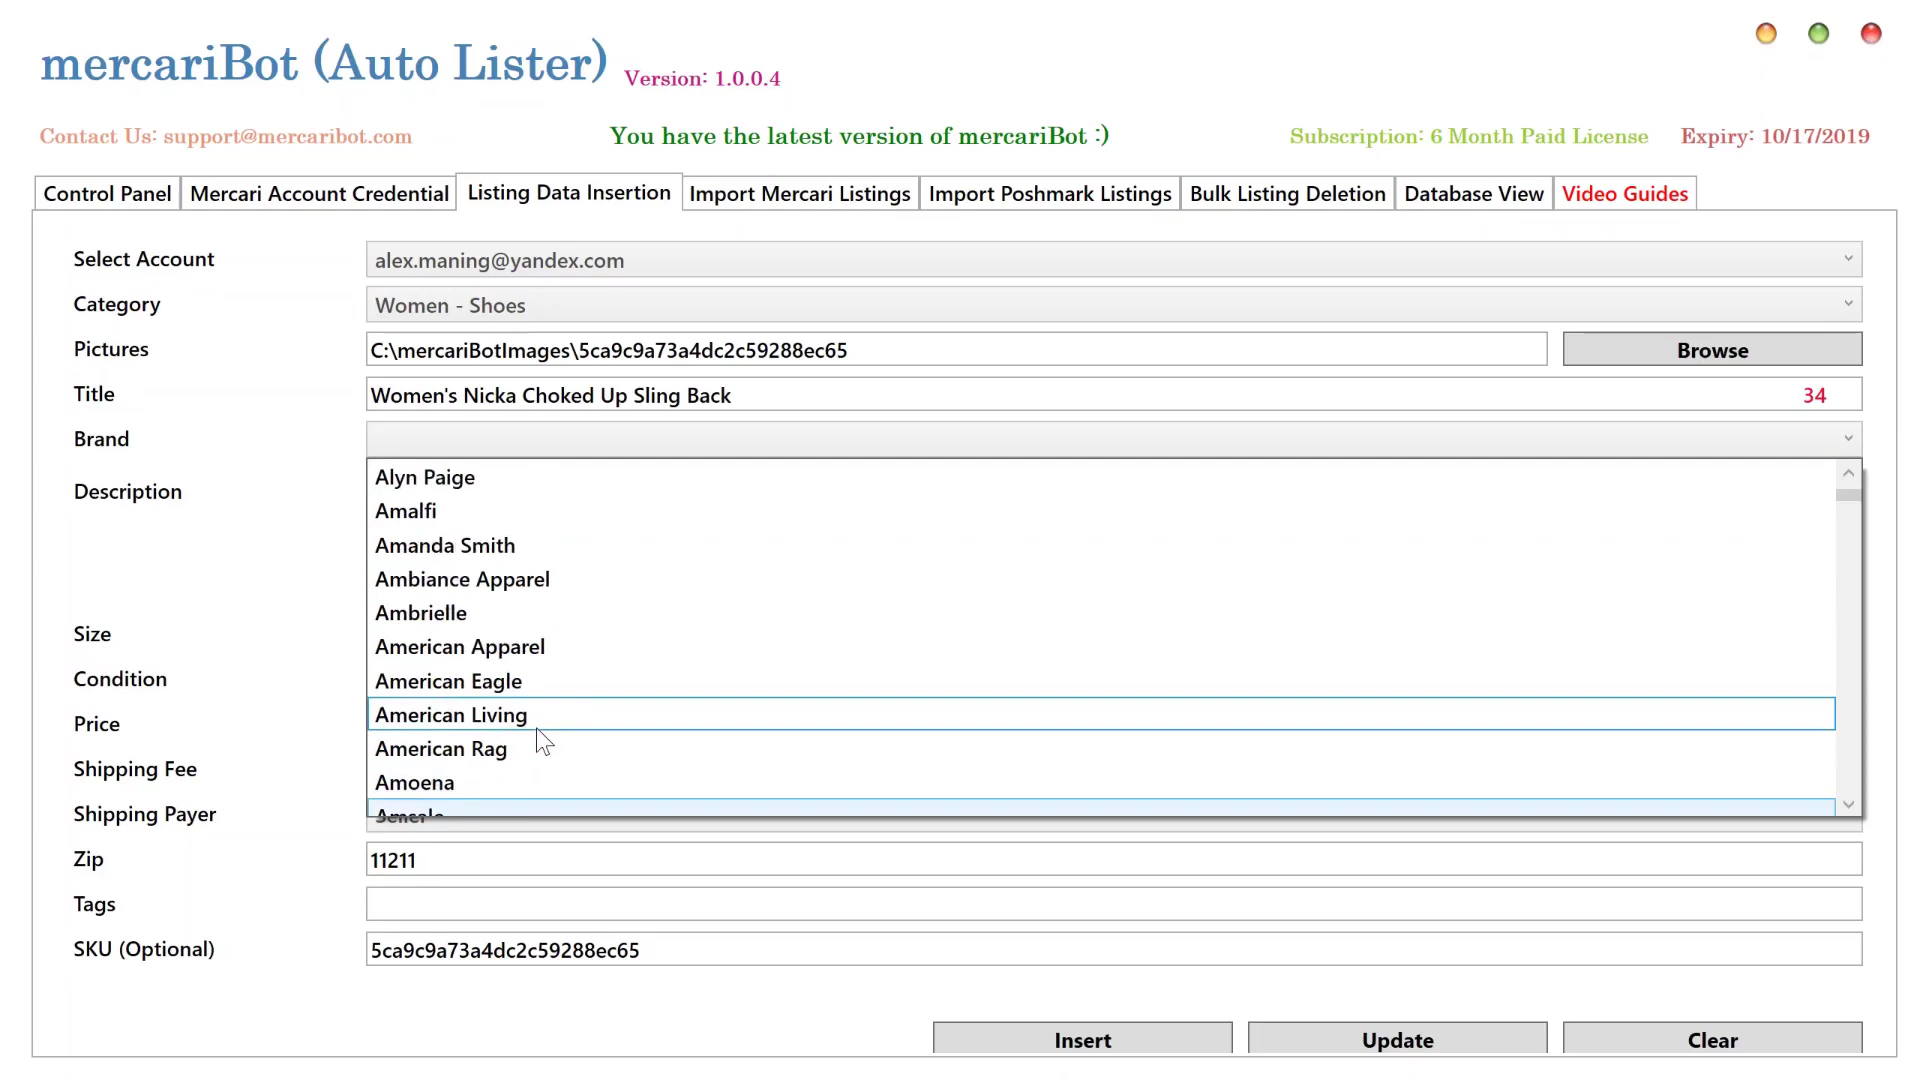 mercariBot (Auto Lister) Version: 1.0.0.4
Contact Us: support@mercaribot.com You have the latest version of mercariBot :) Subscription: 6 Month Paid License Expiry: 10/17/2019
Control Panel Mercari Account Credential Listing Data Insertion Import Mercari Listings Import Poshmark Listings Bulk Listing Deletion Database View Video Guides
Select Account alex.maning@yandex.com
Category Women - Shoes
Pictures C:\mercariBotImages\5ca9c9a73a4dc2c59288ec65 Browse
Title Women's Nicka Choked Up Sling Back 34
Brand
Alyn Paige
Description
Amalfi
Amanda Smith
Ambiance Apparel
Ambrielle
Size
American Apparel
Condition
American Eagle
American Living
Price
American Rag
Shipping Fee
Amoena
Shipping Payer
Zip 11211
Tags
SKU (Optional) 5ca9c9a73a4dc2c59288ec65
Insert Update Clear